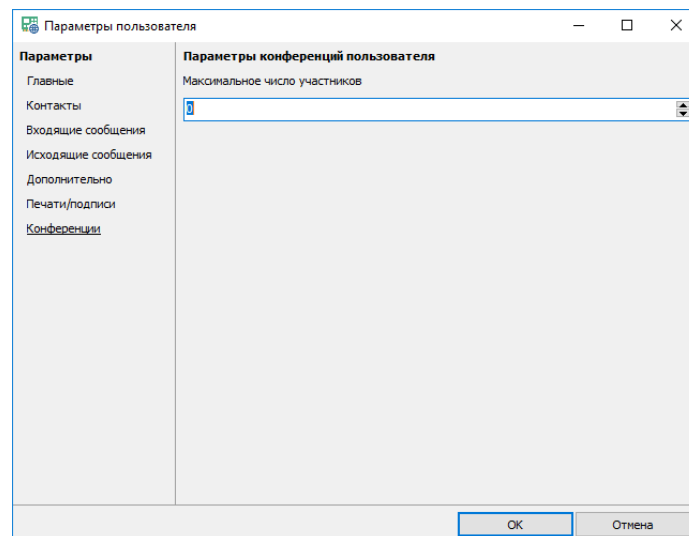 Параметры пользователя
Параметры
Главные
Контакты
Входящие сообщения
Исходящие сообщения
Дополнительно
Печати/подписи
Конференции
Параметры конференций пользователя
Максимальное число участников
0
OK
Отмена